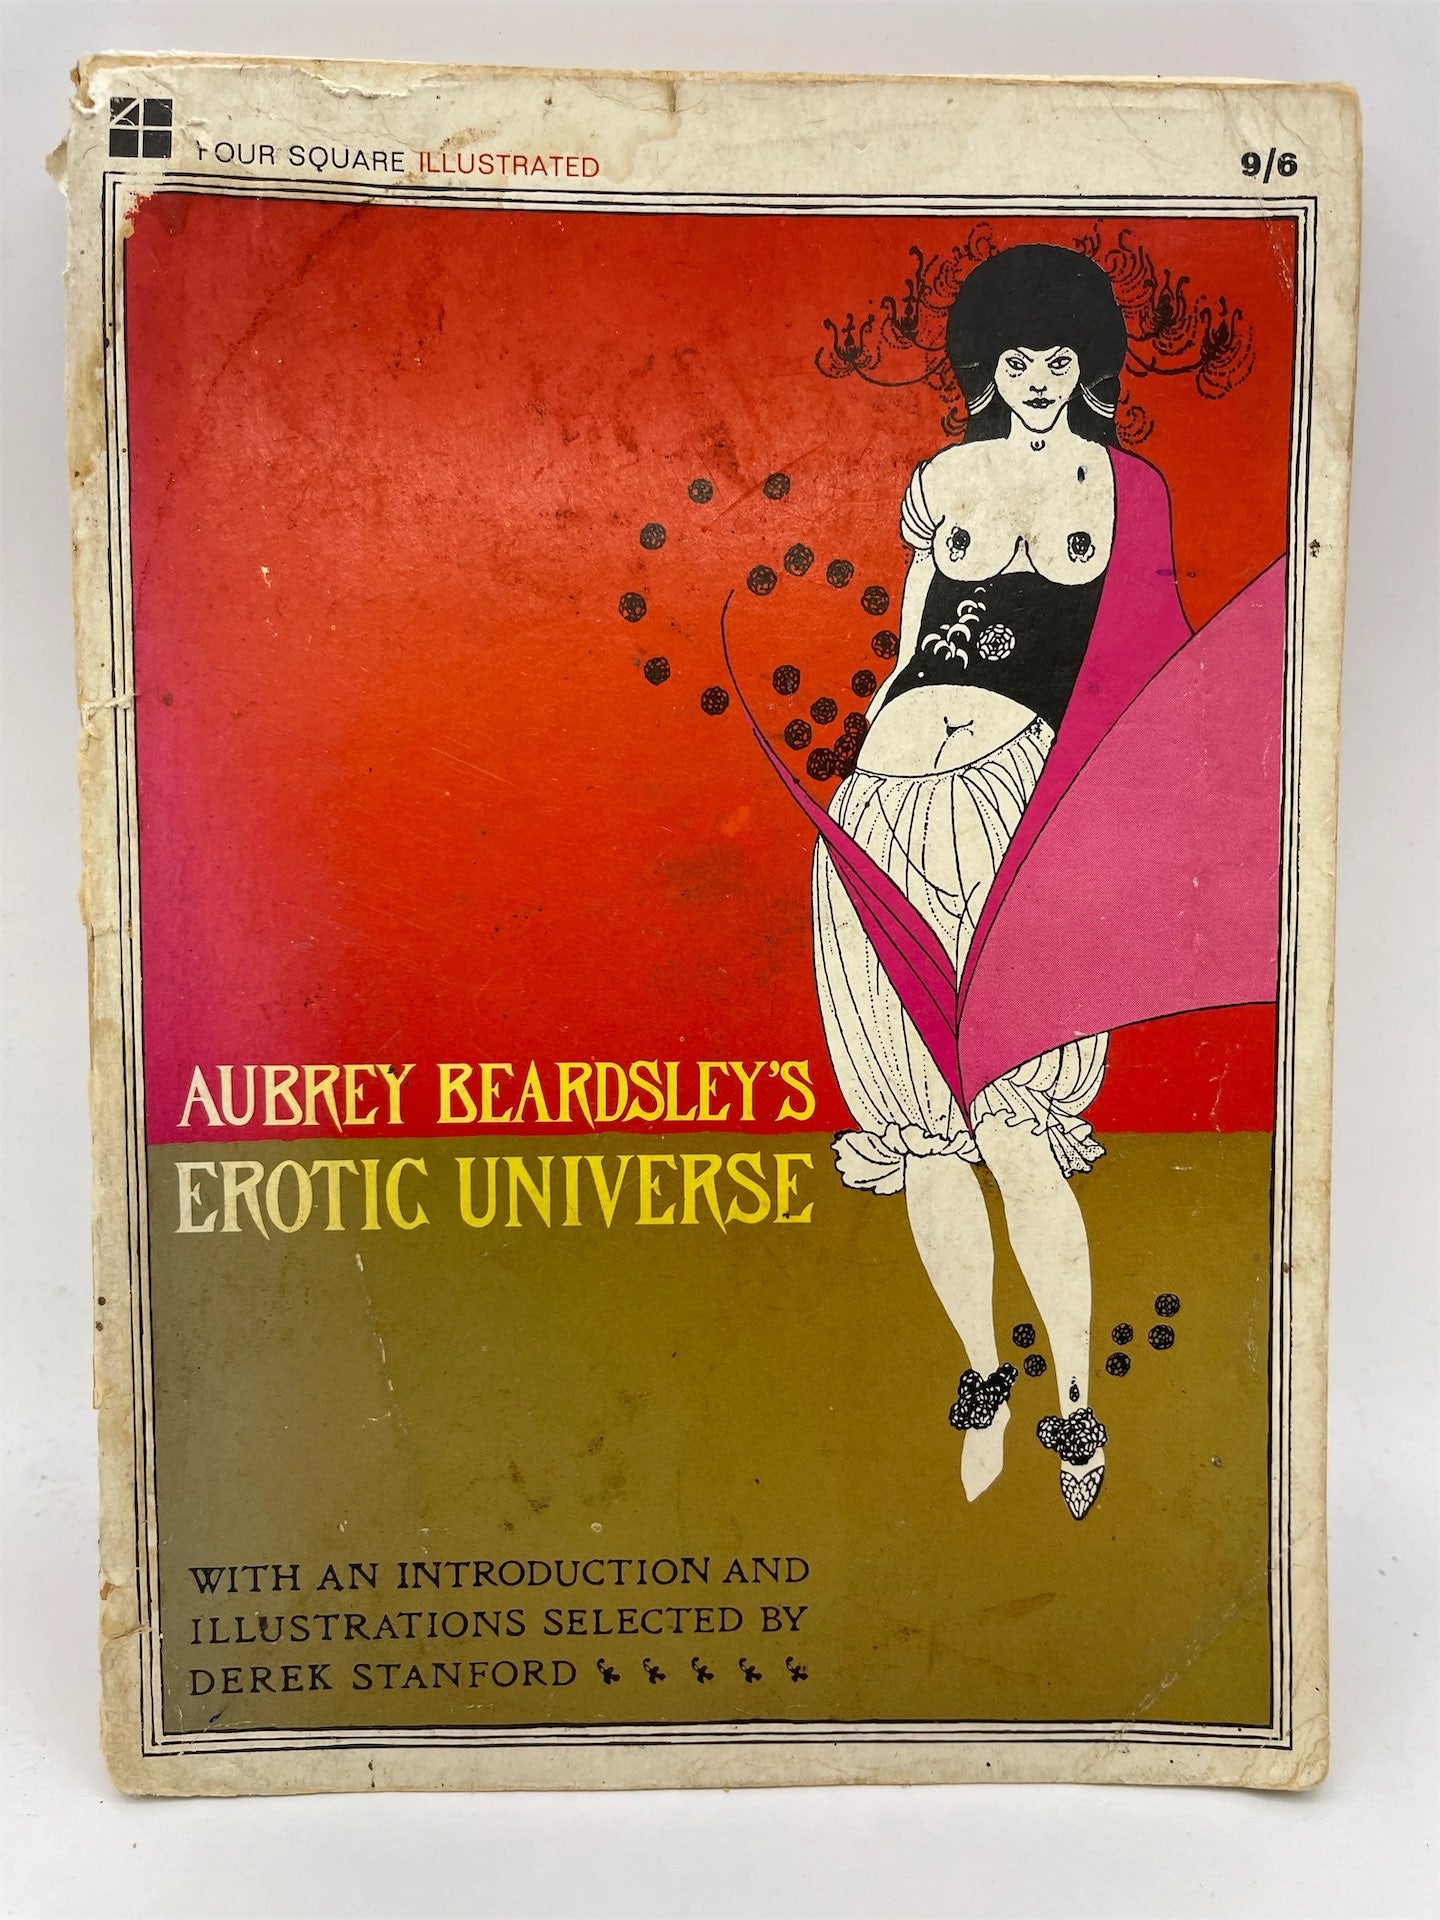 FOUR SQUARE ILLUSTRATED
9/6
AUBREY BEARDSLEY'S
EROTIC UNIVERSE
WITH AN INTRODUCTION AND
ILLUSTRATIONS SELECTED BY
DEREK STANFORD